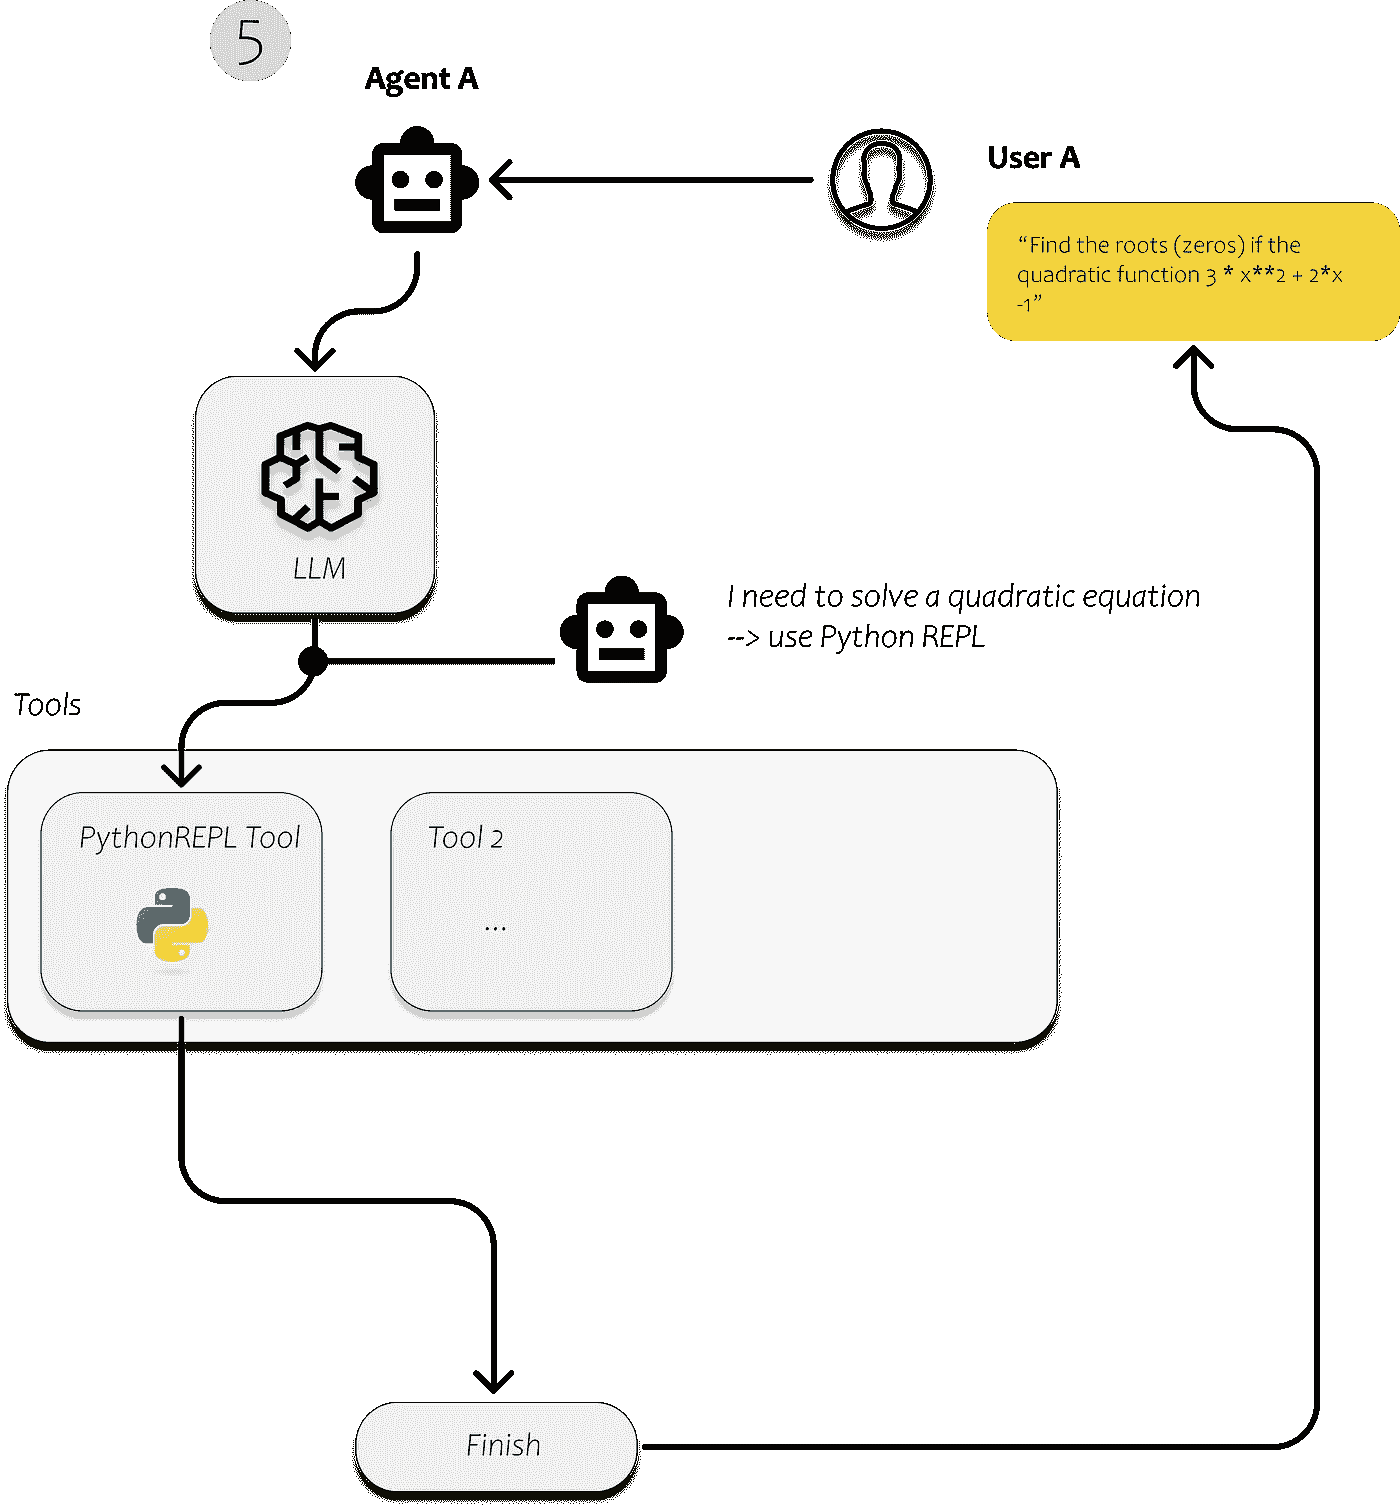 5
Agent A
User A
“Find the roots (zeros) if the
quadratic function 3 * x**2 + 2*x
-1”
LLM
I need to solve a quadratic equation
--> use Python REPL
Tools
PythonREPL Tool
Tool 2
...
Finish